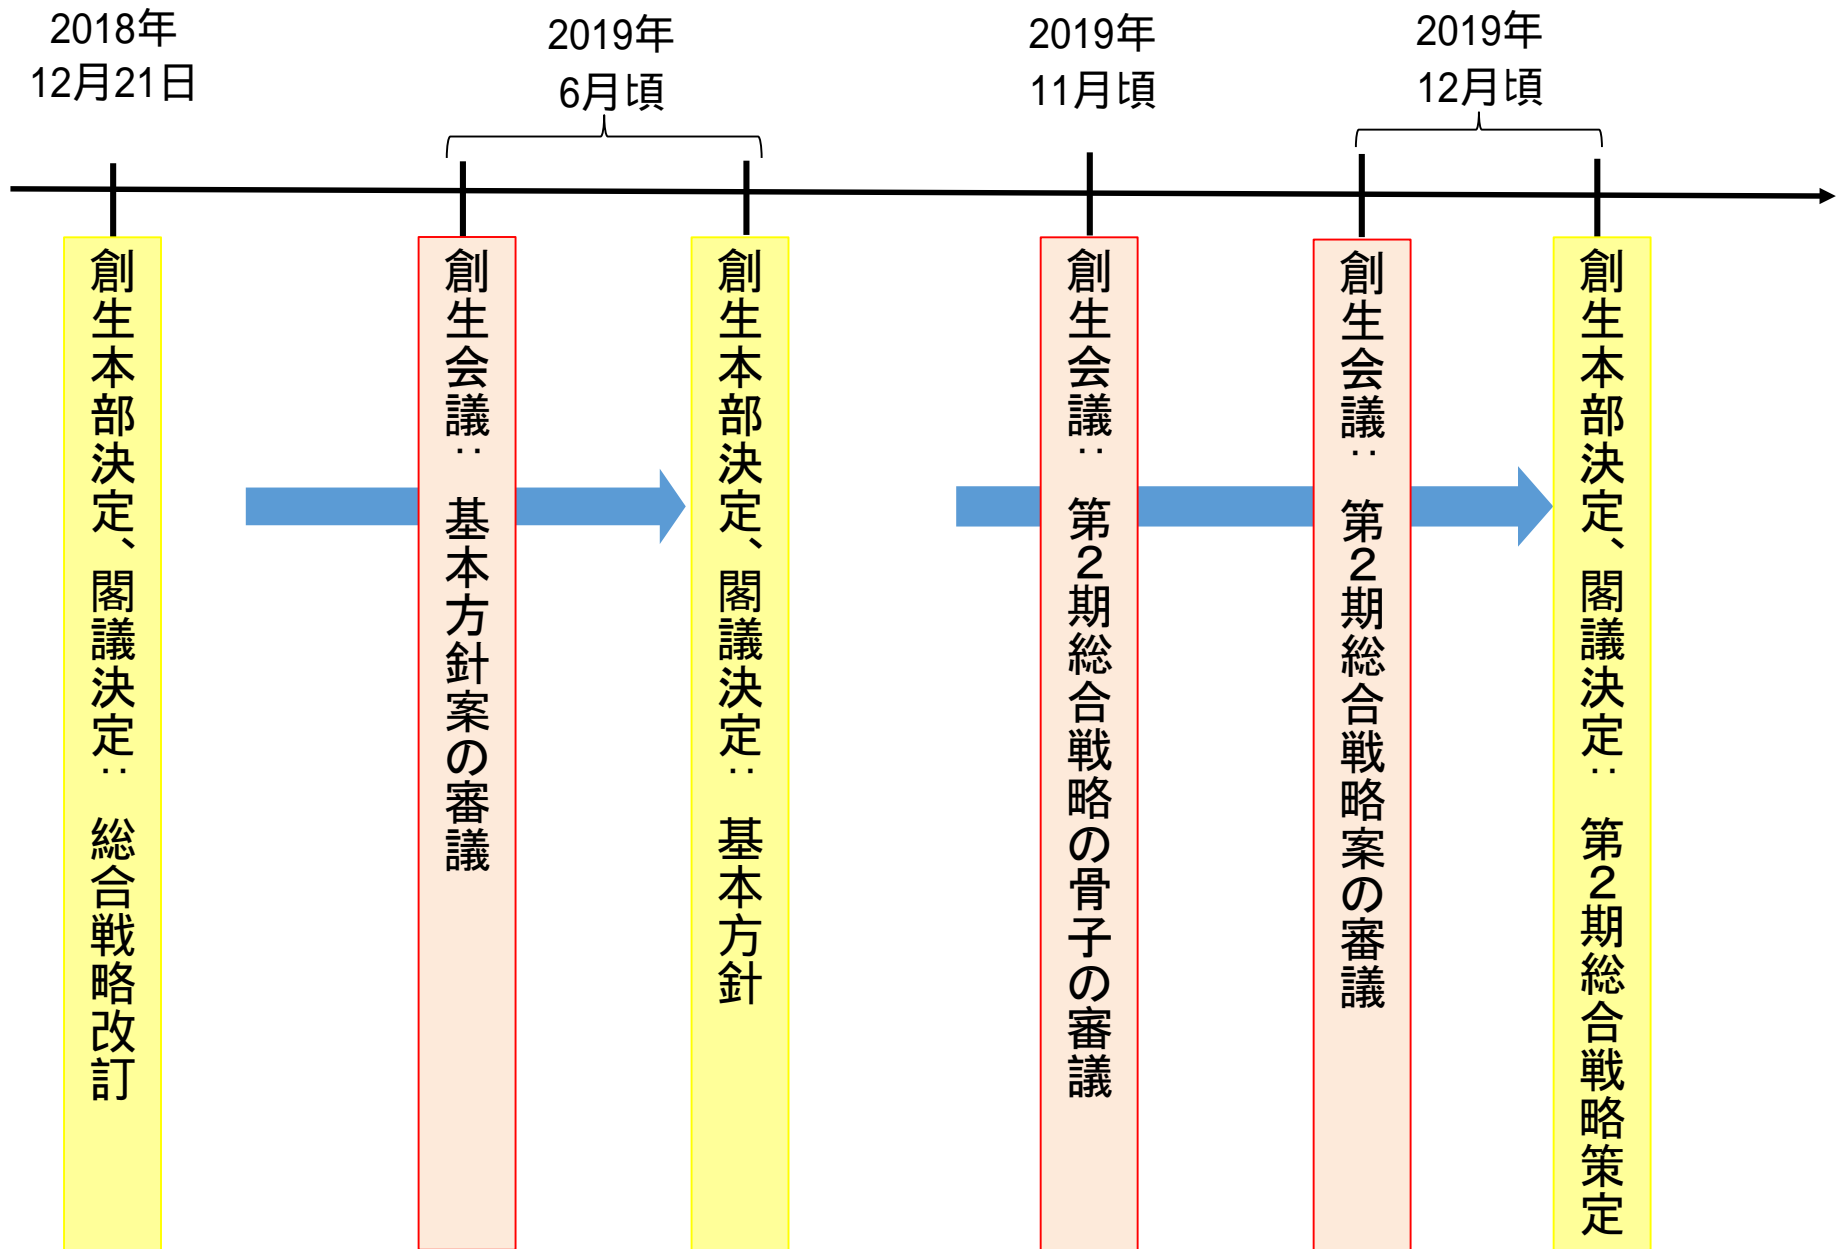 2018年
12月21日
2019年
6月頃
2019年
11月頃
2019年
12月頃
創生本部決定、閣議決定： 総合戦略改訂
創生会議： 基本方針案の審議
創生本部決定、閣議決定： 基本方針
創生会議： 第２期総合戦略の骨子の審議
創生会議： 第２期総合戦略案の審議
創生本部決定、閣議決定： 第２期総合戦略策定